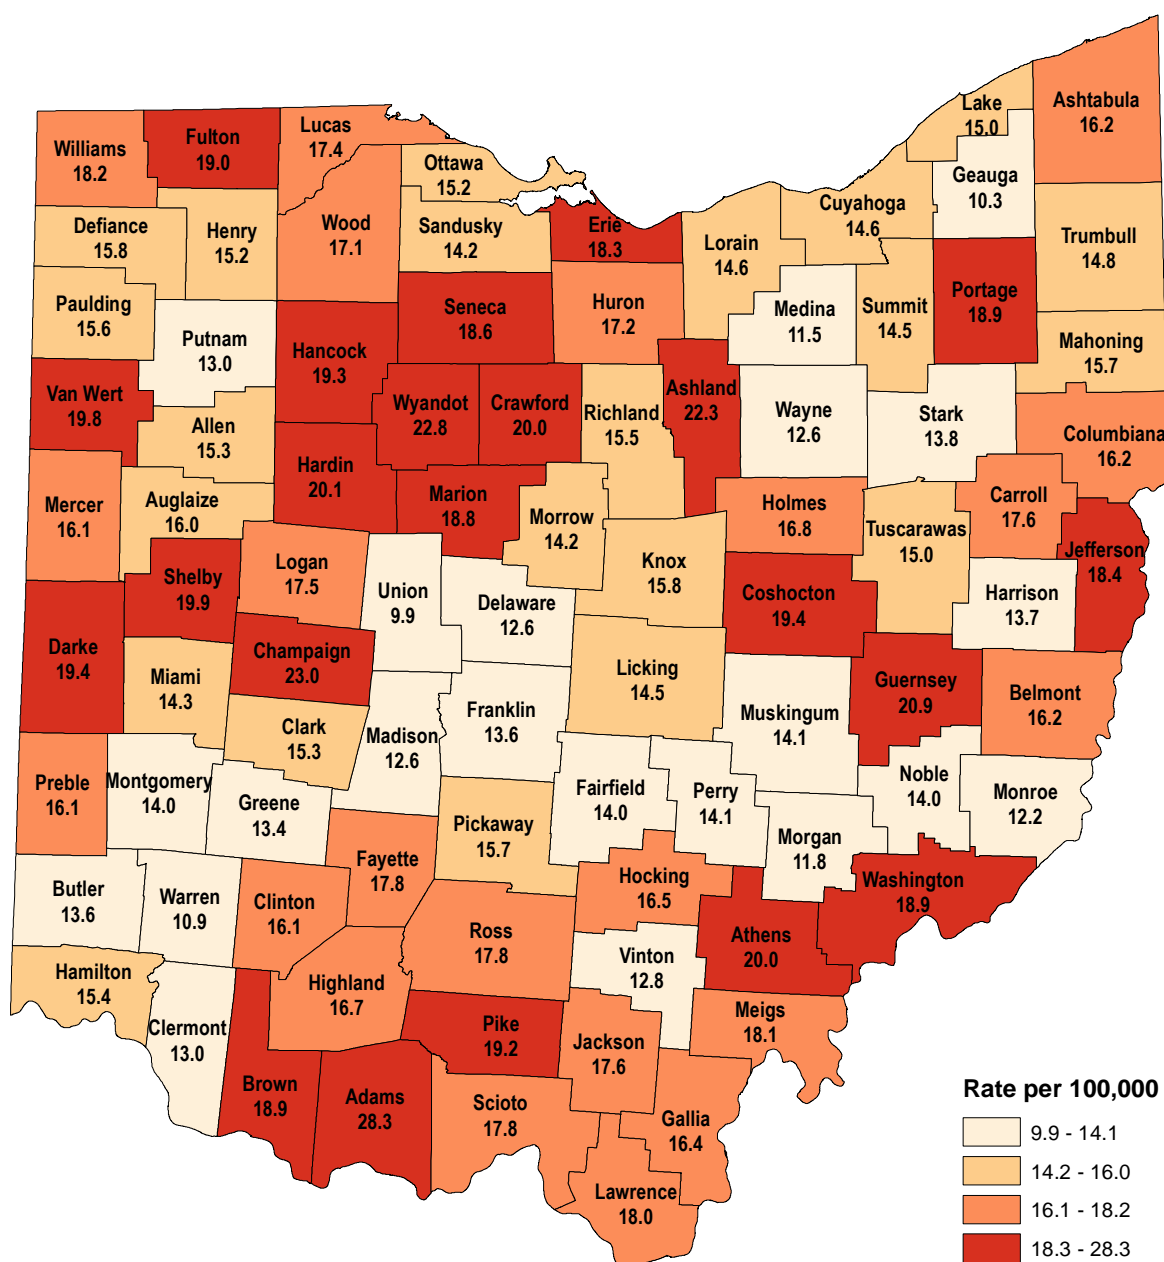 Lake
15.0
Ashtabula
16.2
Williams
18.2
Fulton
19.0
Lucas
17.4
Ottawa
15.2
Geauga
10.3
Defiance
15.8
Henry
15.2
Wood
17.1
Sandusky
14.2
Erie
18.3
Lorain
14.6
Cuyahoga
14.6
Trumbull
14.8
Paulding
15.6
Putnam
13.0
Hancock
19.3
Seneca
18.6
Huron
17.2
Medina
11.5
Summit
14.5
Portage
18.9
Mahoning
15.7
Van Wert
19.8
Allen
15.3
Wyandot
22.8
Crawford
20.0
Richland
15.5
Ashland
22.3
Wayne
12.6
Stark
13.8
Columbiana
16.2
Mercer
16.1
Auglaize
16.0
Hardin
20.1
Marion
18.8
Morrow
14.2
Holmes
16.8
Tuscarawas
15.0
Carroll
17.6
Jefferson
18.4
Shelby
19.9
Logan
17.5
Union
9.9
Delaware
12.6
Knox
15.8
Coshocton
19.4
Harrison
13.7
Darke
19.4
Miami
14.3
Champaign
23.0
Licking
14.5
Guernsey
20.9
Belmont
16.2
Clark
15.3
Madison
12.6
Franklin
13.6
Muskingum
14.1
Preble
16.1
Montgomery
14.0
Greene
13.4
Pickaway
15.7
Fairfield
14.0
Perry
14.1
Noble
14.0
Monroe
12.2
Morgan
11.8
Fayette
17.8
Hocking
16.5
Washington
18.9
Butler
13.6
Warren
10.9
Clinton
16.1
Ross
17.8
Athens
20.0
Vinton
12.8
Hamilton
15.4
Highland
16.7
Meigs
18.1
Clermont
13.0
Pike
19.2
Jackson
17.6
Brown
18.9
Adams
28.3
Scioto
17.8
Gallia
16.4
Lawrence
18.0
Rate per 100,000
9.9 - 14.1
14.2 - 16.0
16.1 - 18.2
18.3 - 28.3